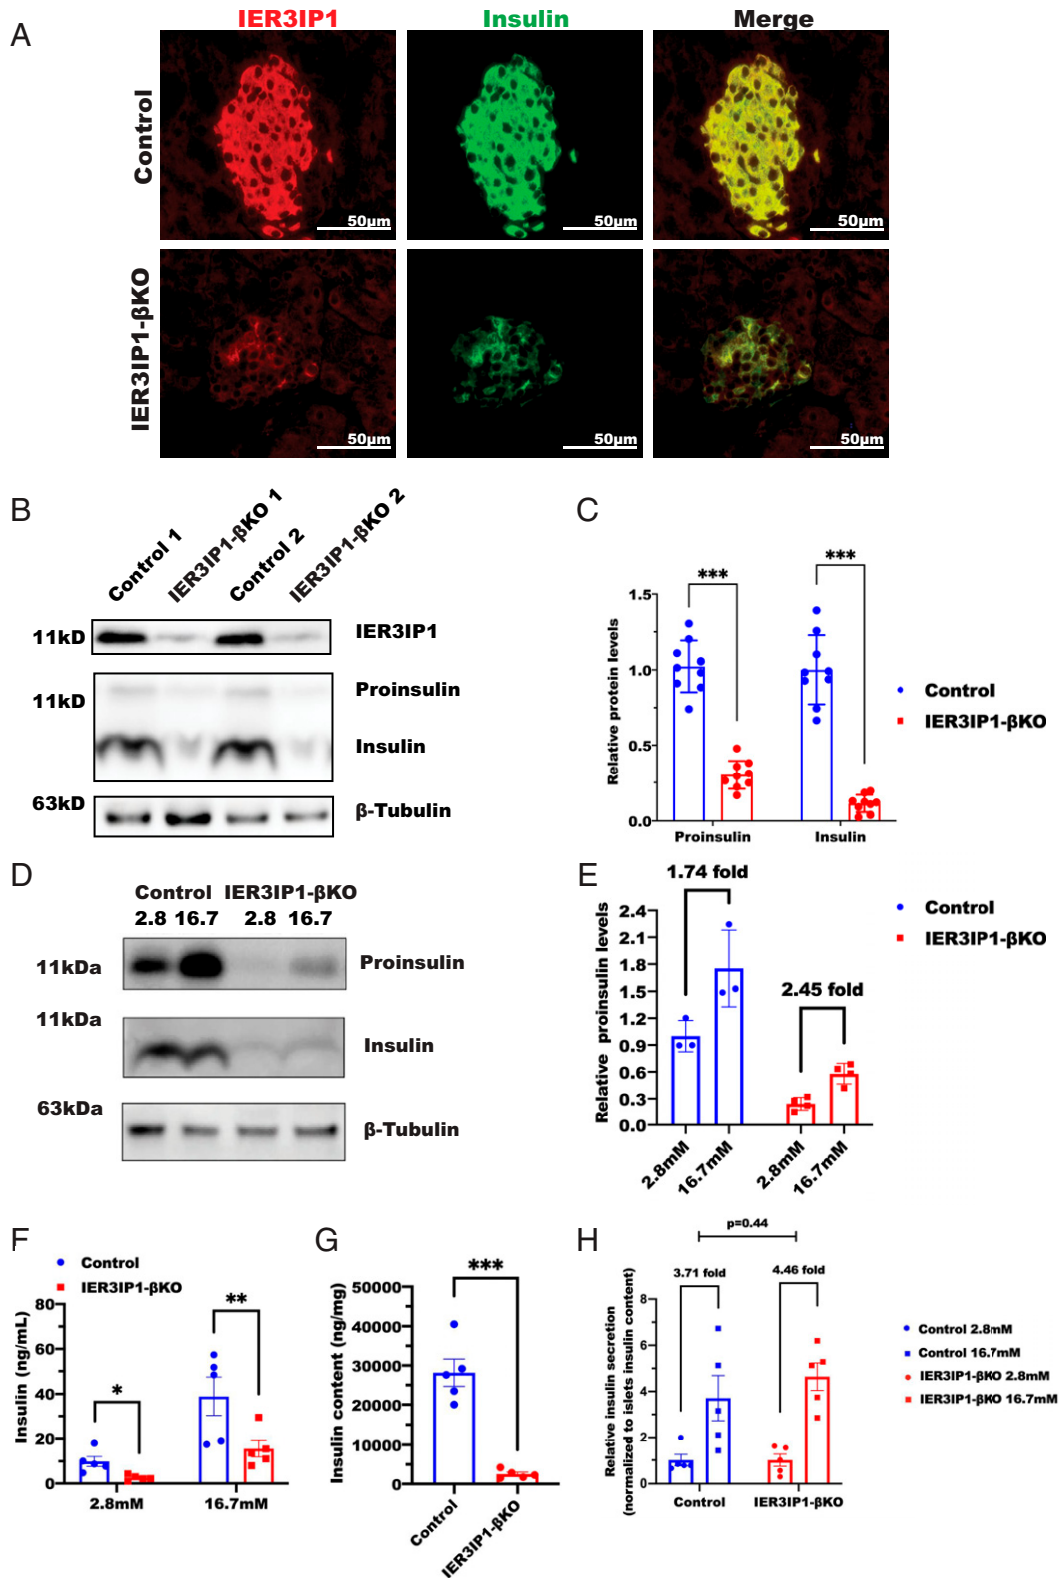 A
IER3IP1 Insulin Merge
Control
50μm 50μm 50μm
IER3IP1-βKO
50μm 50μm 50μm
B
Control 1 IER3IP1-βKO 1 Control 2 IER3IP1-βKO 2
11kD IER3IP1
11kD Proinsulin
Insulin
63kD β-Tubulin
C
*** ***
Relative protein levels
1.5
1.0
0.5
0.0
Proinsulin Insulin
Control
IER3IP1-βKO
D
Control IER3IP1-βKO
2.8 16.7 2.8 16.7
11kDa Proinsulin
11kDa Insulin
63kDa β-Tubulin
E
1.74 fold
2.45 fold
Relative proinsulin levels
2.4
2.1
1.8
1.5
1.2
0.9
0.6
0.3
0.0
2.8mM 16.7mM 2.8mM 16.7mM
Control
IER3IP1-βKO
F
Control
IER3IP1-βKO
Insulin (ng/mL)
80
60
40
20
0
* **
2.8mM 16.7mM
G
***
Insulin content (ng/mg)
50000
40000
30000
20000
10000
0
Control IER3IP1-βKO
H
p=0.44
3.71 fold 4.46 fold
Relative insulin secretion
(normalized to islets insulin content)
8
6
4
2
0
Control IER3IP1-βKO
Control 2.8mM
Control 16.7mM
IER3IP1-βKO 2.8mM
IER3IP1-βKO 16.7mM